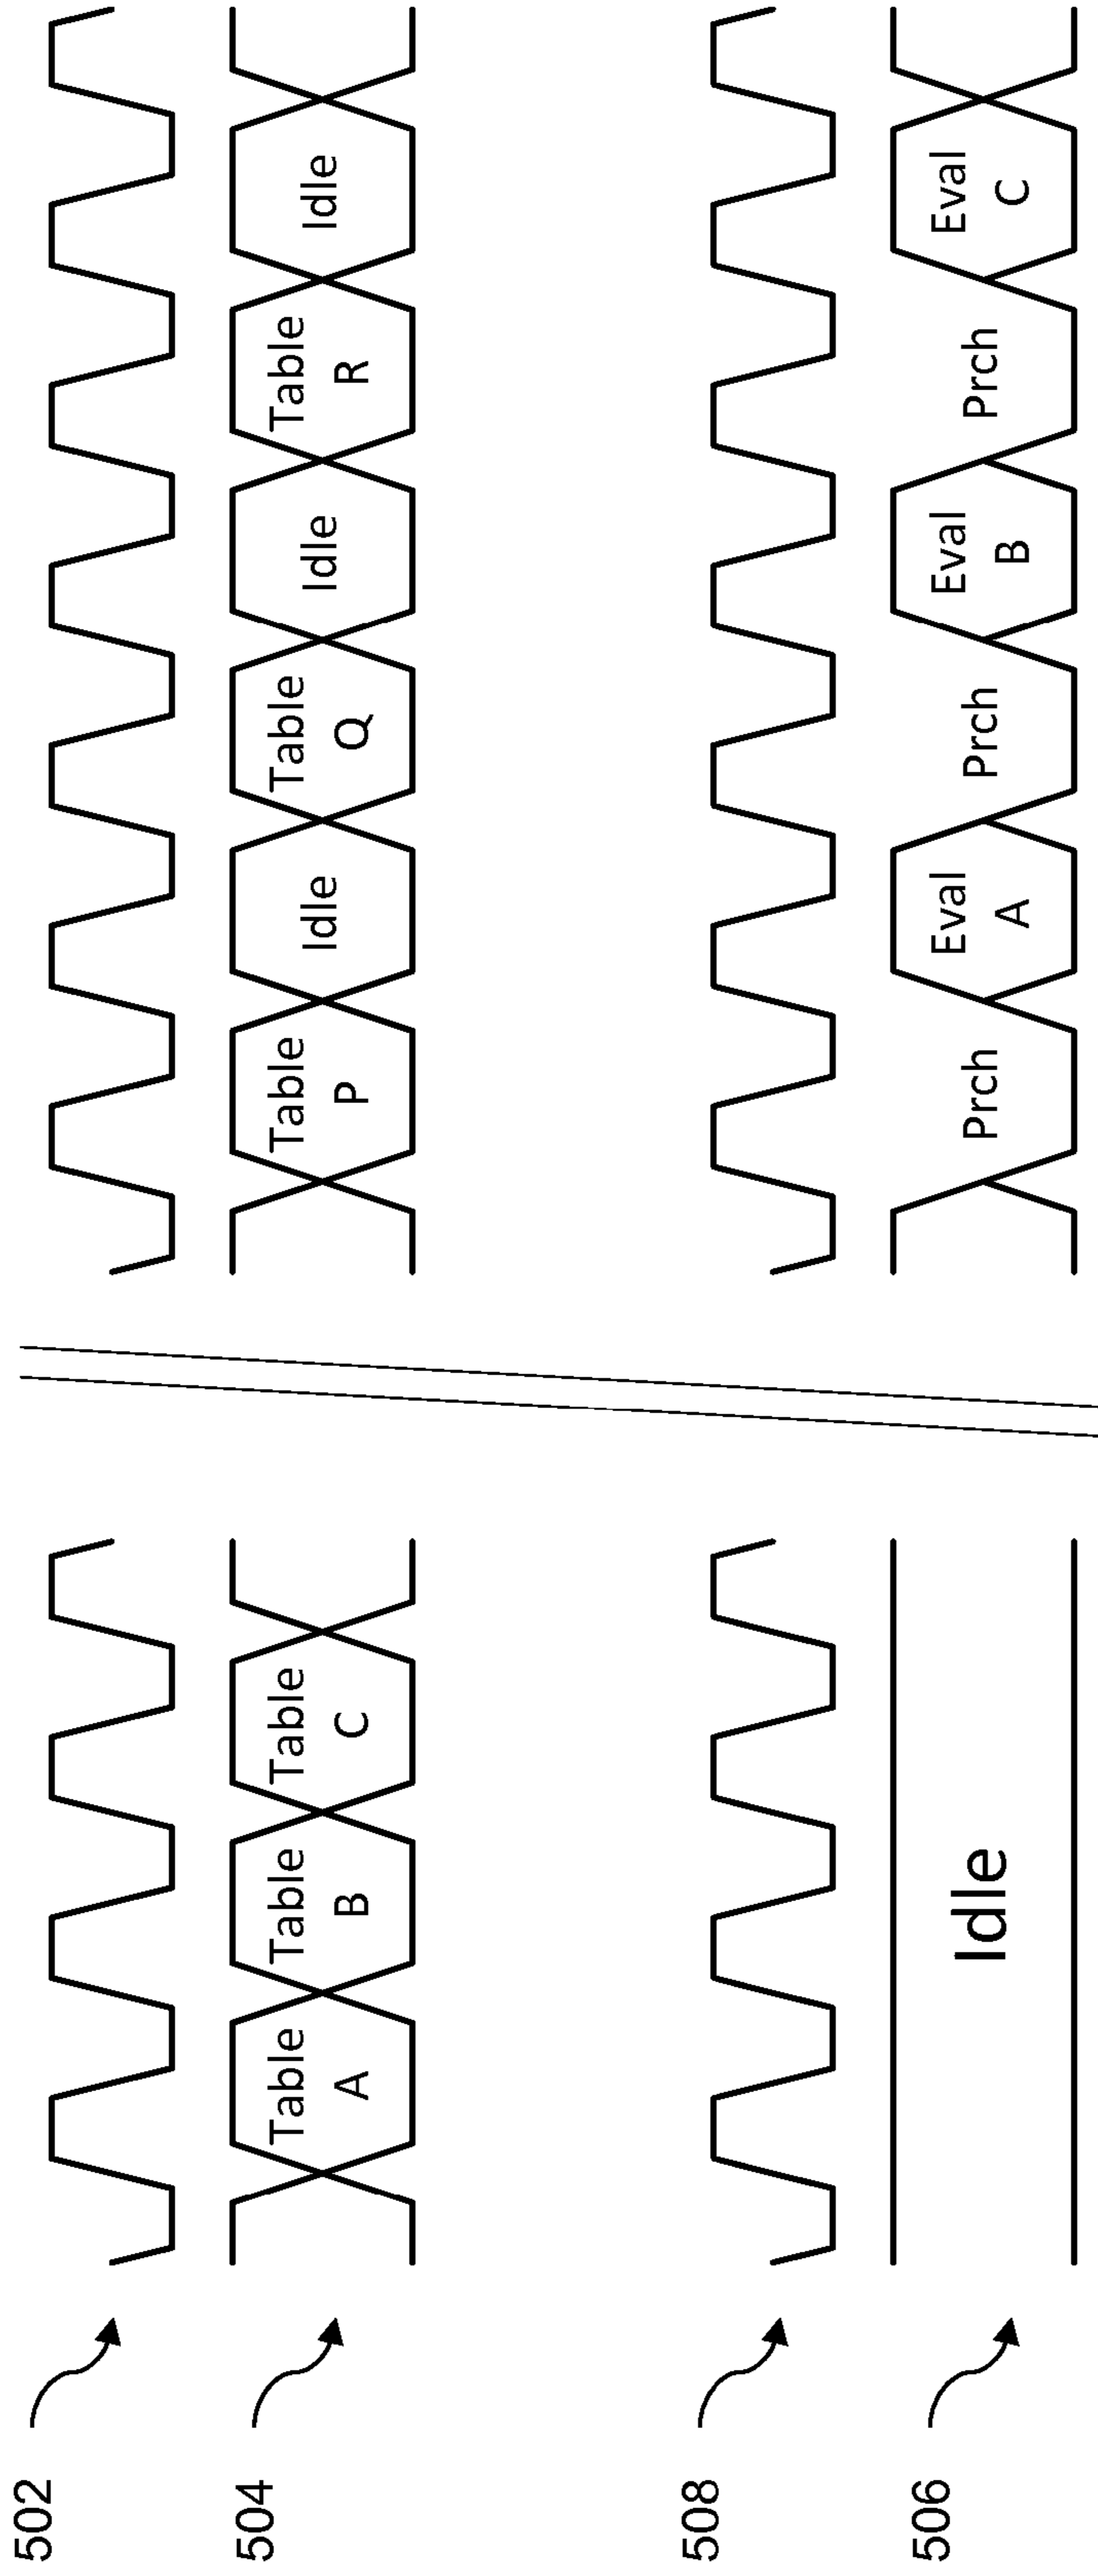 502
504
Table
A
Table
B
Table
C
Table
P
Idle
Table
Q
Idle
Table
R
Idle
508
506
Idle
Prch
Eval
A
Prch
Eval
B
Prch
Eval
C